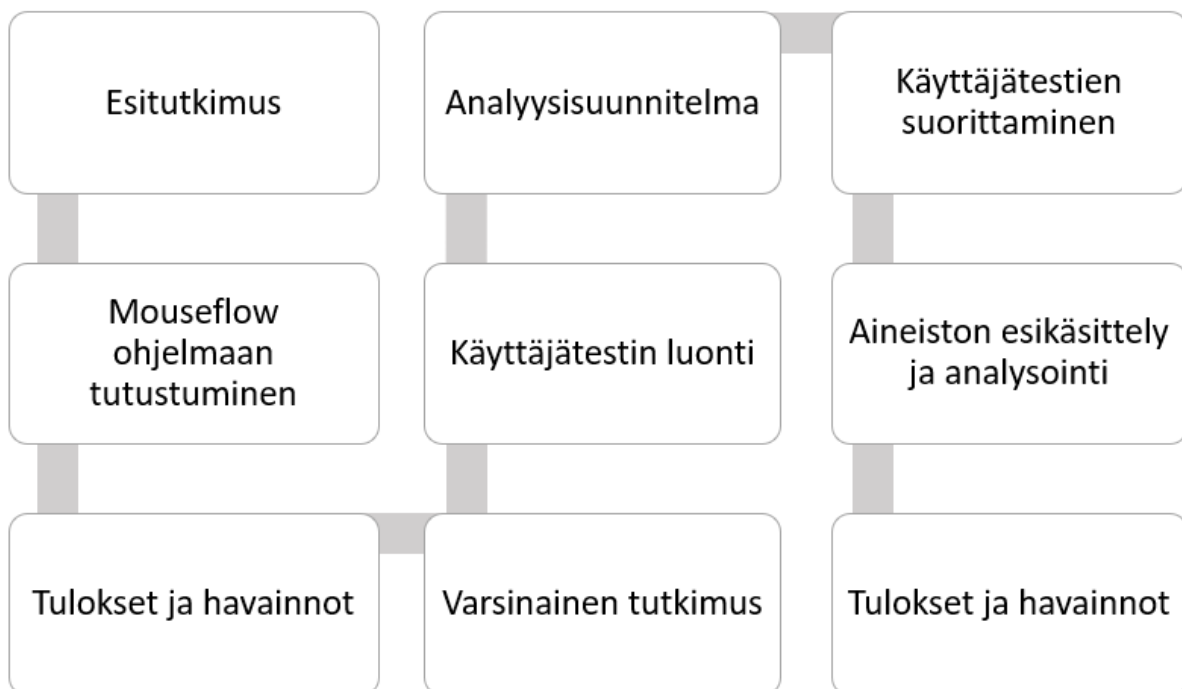 Esitutkimus
Mouseflow
ohjelmaan
tutustuminen
Tulokset ja havainnot
Varsinainen tutkimus
Käyttäjätestin luonti
Analyysisuunnitelma
Käyttäjätestien
suorittaminen
Aineiston esikäsittely
ja analysointi
Tulokset ja havainnot